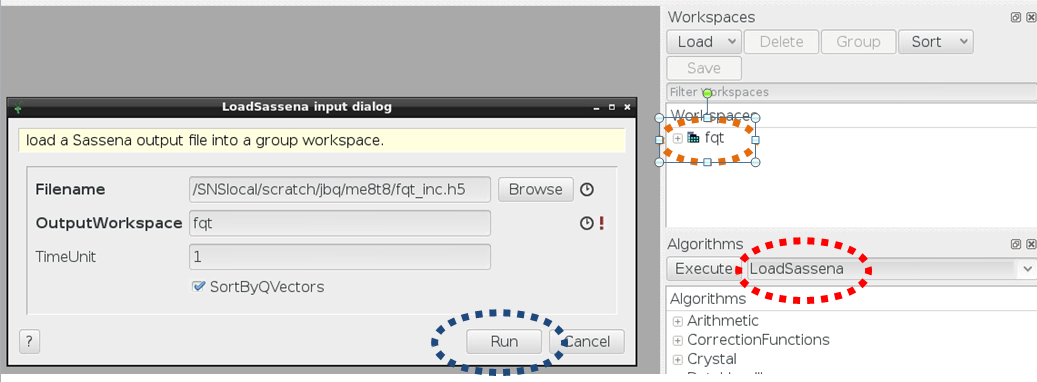 LoadSassena input dialog
load a Sassena output file into a group workspace.
Filename
/SNSlocal/scratch/jbq/me8t8/fqt_inc.h5
Browse
OutputWorkspace
fqt
!
TimeUnit
1
SortByQVectors
?
Run
Cancel
Workspaces
Load
Delete
Group
Sort
Save
Filter Workspaces
Workspaces
fqt
Algorithms
Execute
LoadSassena
Algorithms
Arithmetic
CorrectionFunctions
Crystal